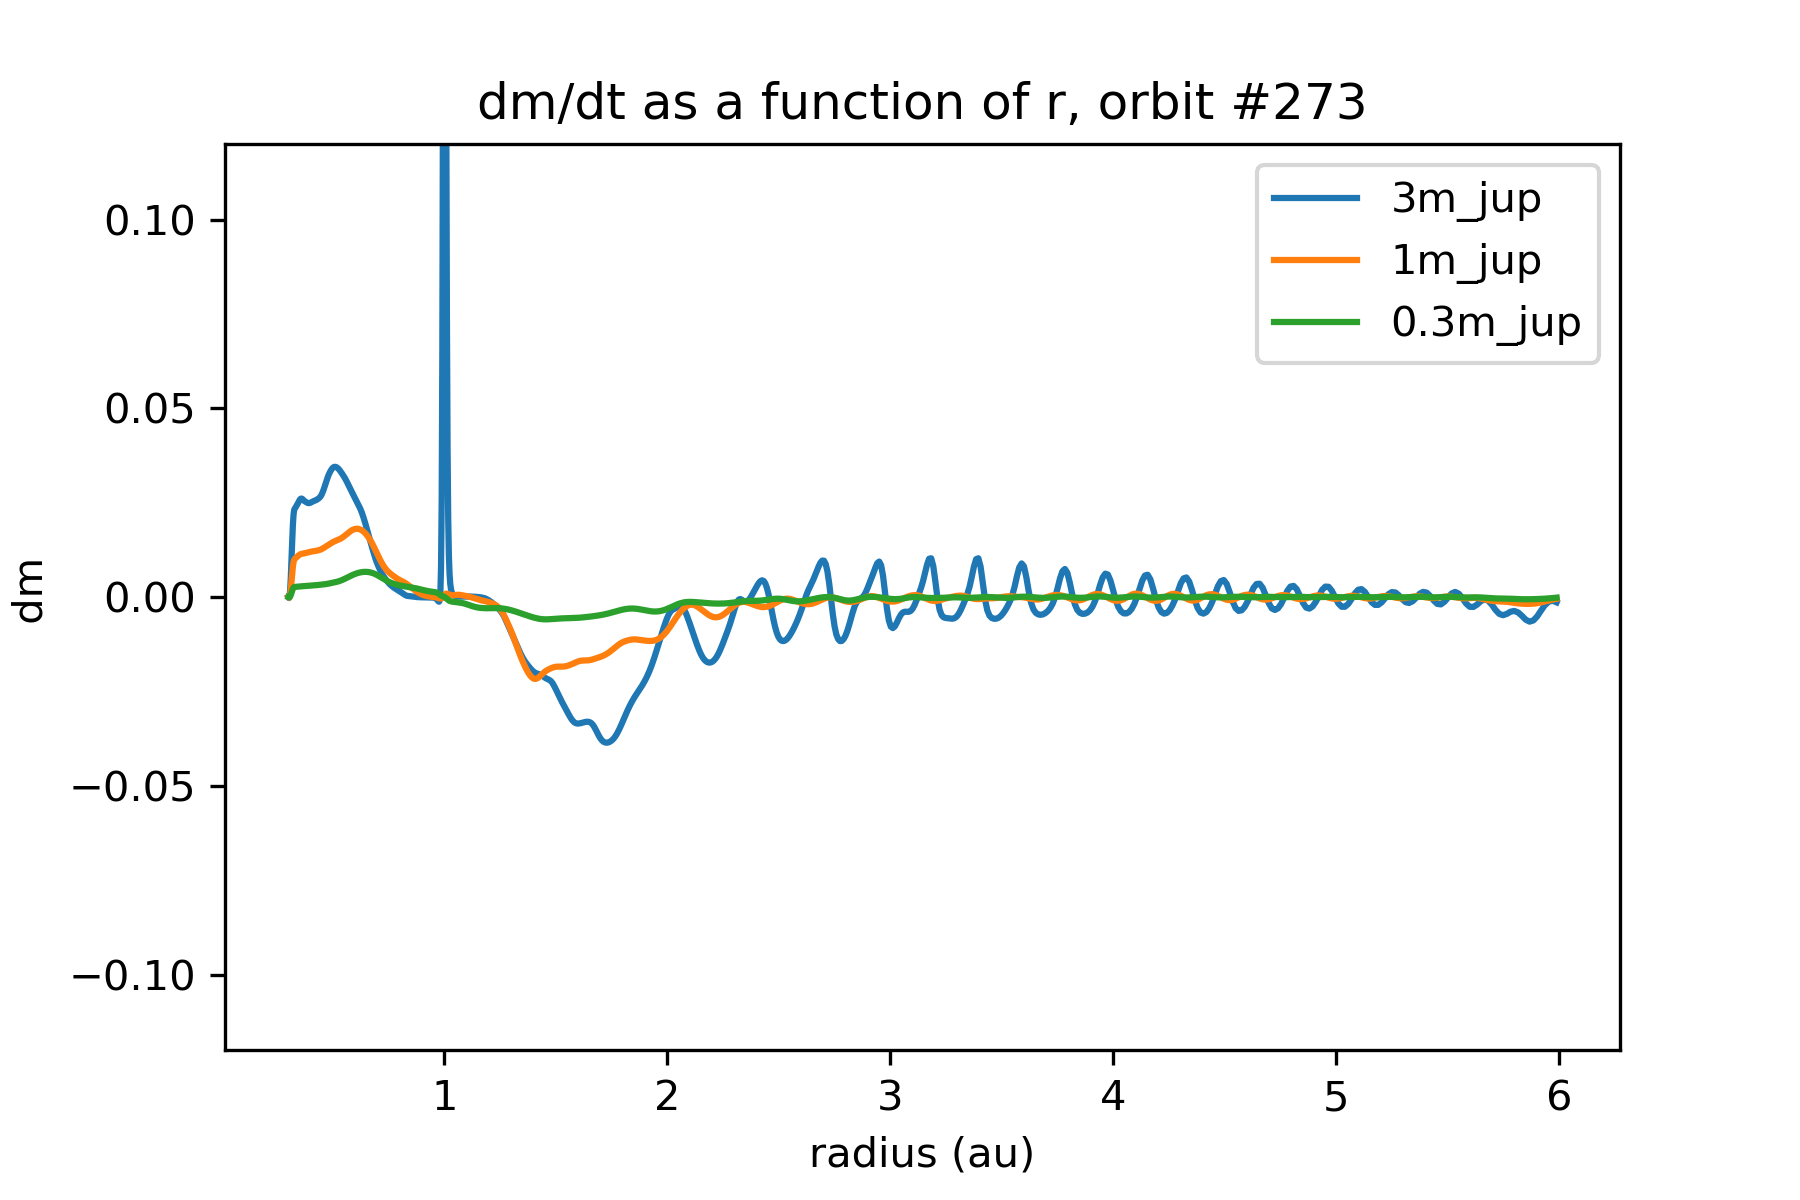 dm/dt as a function of r, orbit #273
3m_jup
1m_jup
0.3m_jup
dm
0.10
0.05
0.00
−0.05
−0.10
1 2 3 4 5 6
radius (au)